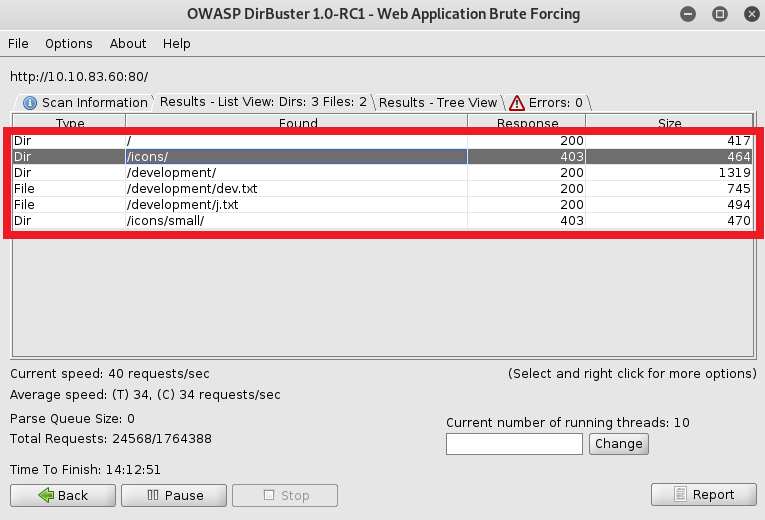 OWASP DirBuster 1.0-RC1 - Web Application Brute Forcing
File Options About Help
http://10.10.83.60:80/
Scan Information Results - List View: Dirs: 3 Files: 2 Results - Tree View Errors: 0
Type Found Response Size
Dir / 200 417
Dir /icons/ 403 464
Dir /development/ 200 1319
File /development/dev.txt 200 745
File /development/j.txt 200 494
Dir /icons/small/ 403 470
Current speed: 40 requests/sec (Select and right click for more options)
Average speed: (T) 34, (C) 34 requests/sec
Parse Queue Size: 0
Current number of running threads: 10
Total Requests: 24568/1764388
Change
Time To Finish: 14:12:51
Back Pause Stop Report